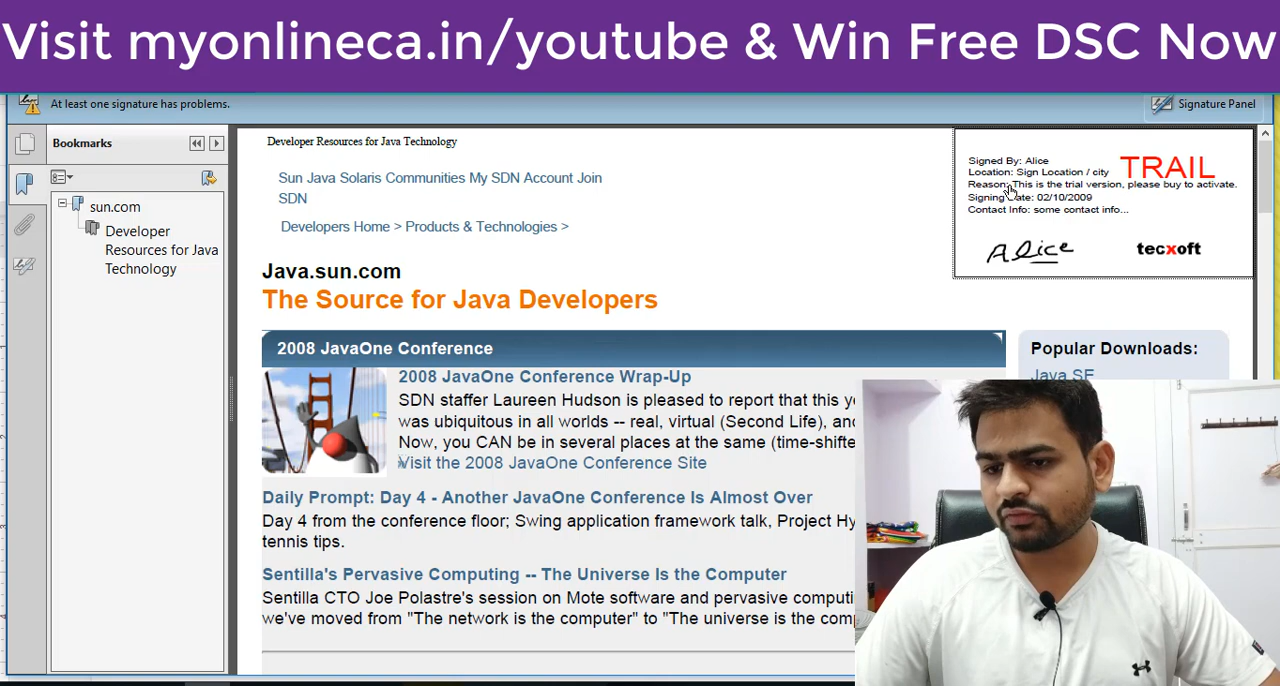 Visit myonlineca.in/youtube & Win Free DSC Now
At least one signature has problems.
Signature Panel
Bookmarks
sun.com
Developer
Resources for Java
Technology
Developer Resources for Java Technology
Sun Java Solaris Communities My SDN Account Join
SDN
Developers Home > Products & Technologies >
Signed By: Alice
TRAIL
Location: Sign Location / city
Reason: This is the trial version, please buy to activate.
Signing Date: 02/10/2009
Contact Info: some contact info...
Alice
tecxoft
Java.sun.com
The Source for Java Developers
2008 JavaOne Conference
2008 JavaOne Conference Wrap-Up
SDN staffer Laureen Hudson is pleased to report that this
was ubiquitous in all worlds -- real, virtual (Second Life),
Now, you CAN be in several places at the same (time-shifte
Visit the 2008 JavaOne Conference Site
Daily Prompt: Day 4 - Another JavaOne Conference Is Almost Over
Day 4 from the conference floor; Swing application framework talk, Project Hy
tennis tips.
Sentilla's Pervasive Computing -- The Universe Is the Computer
Sentilla CTO Joe Polastre's session on Mote software and pervasive computi
we've moved from "The network is the computer" to "The universe is the com
Popular Downloads:
Java SE